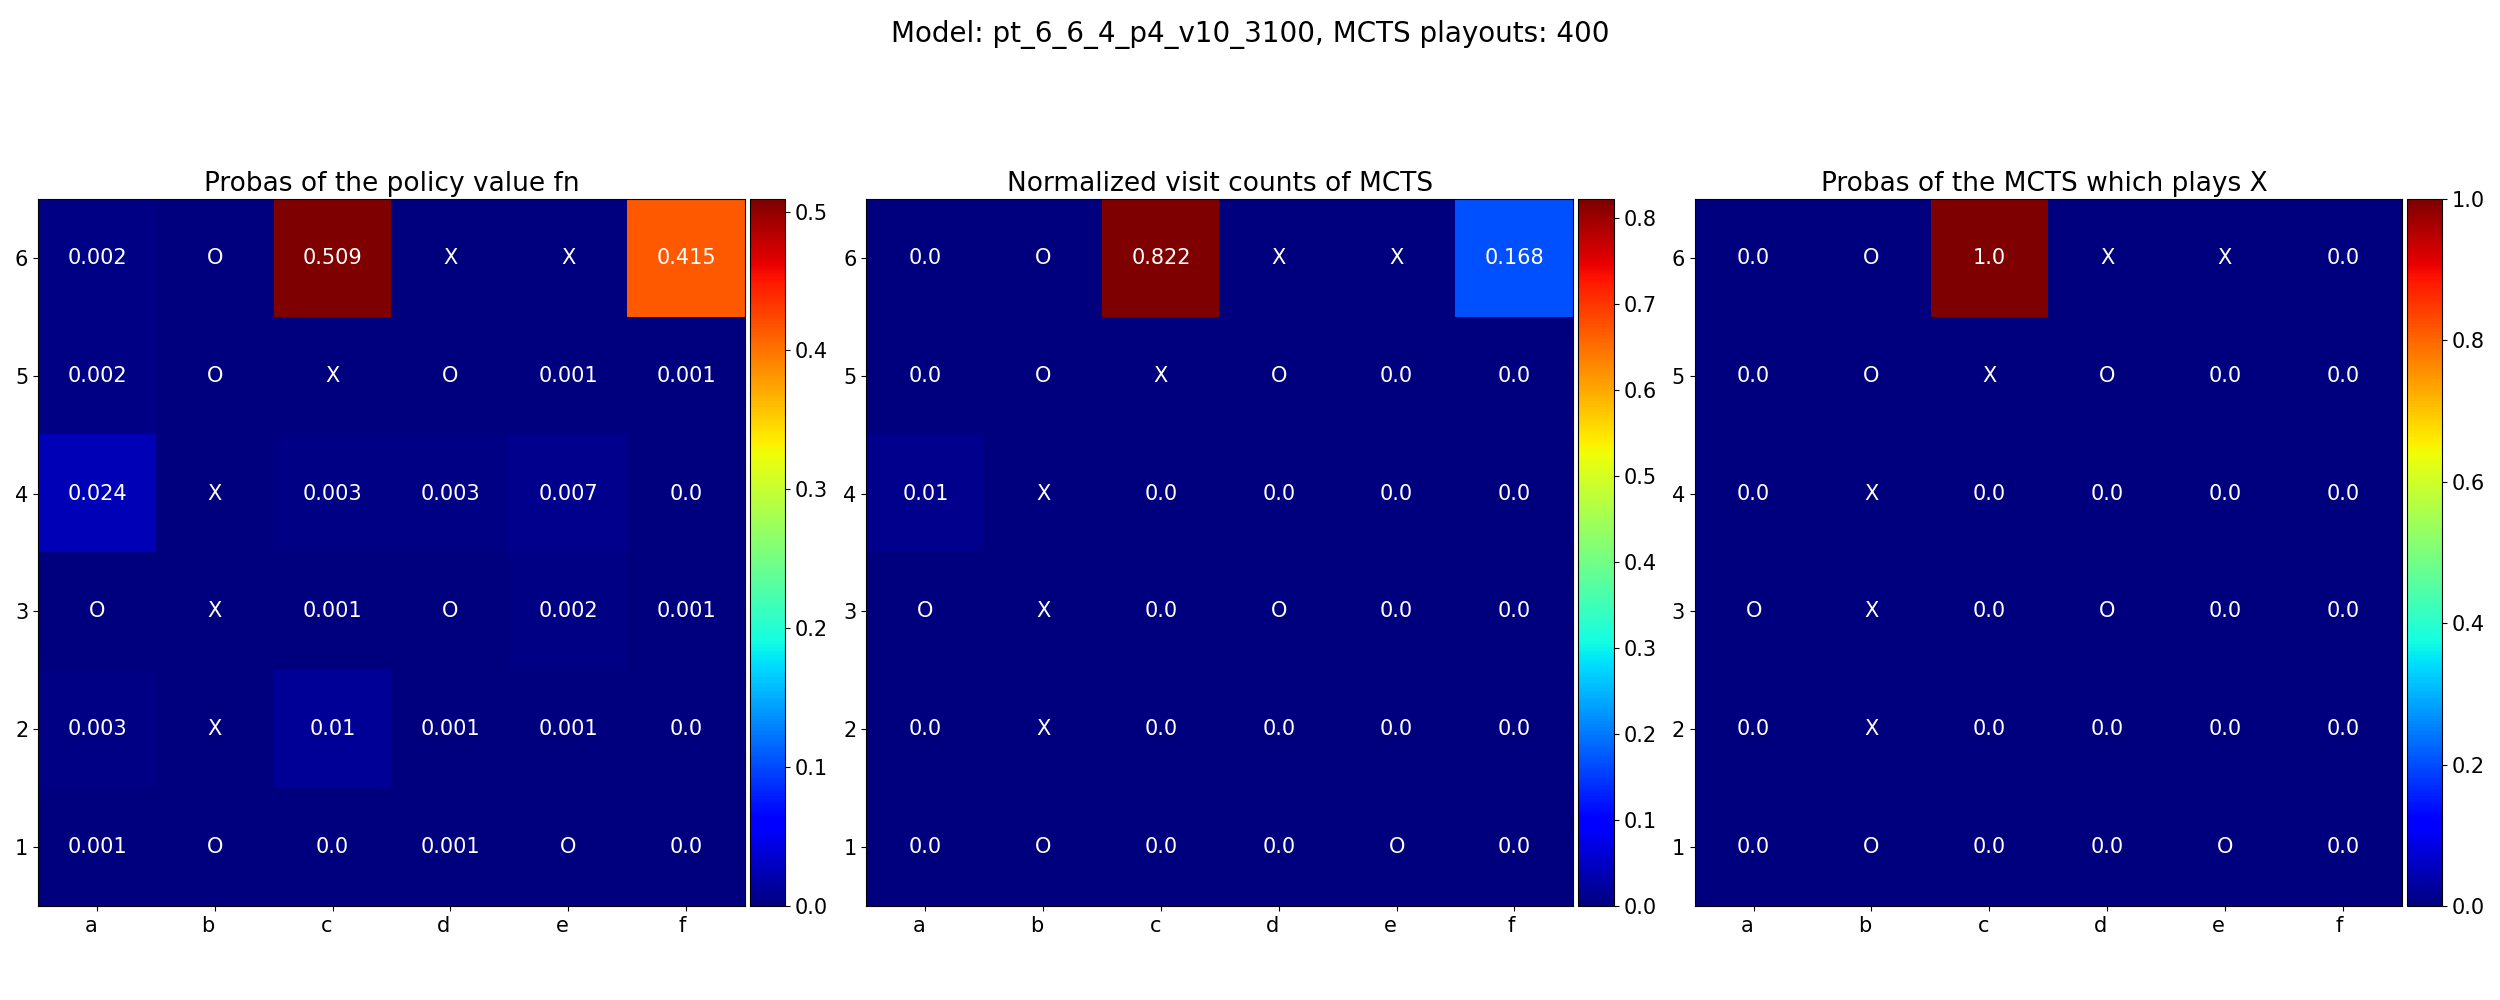 Model: pt_6_6_4_p4_v10_3100, MCTS playouts: 400
Probas of the policy value fn
6 0.002 O 0.509 X X 0.415
5 0.002 O X O 0.001 0.001
4 0.024 X 0.003 0.003 0.007 0.0
3 O X 0.001 O 0.002 0.001
2 0.003 X 0.01 0.001 0.001 0.0
1 0.001 O 0.0 0.001 O 0.0
a b c d e f
0.5
0.4
0.3
0.2
0.1
0.0
Normalized visit counts of MCTS
6 0.0 O 0.822 X X 0.168
5 0.0 O X O 0.0 0.0
4 0.01 X 0.0 0.0 0.0 0.0
3 O X 0.0 O 0.0 0.0
2 0.0 X 0.0 0.0 0.0 0.0
1 0.0 O 0.0 0.0 O 0.0
a b c d e f
0.8
0.7
0.6
0.5
0.4
0.3
0.2
0.1
0.0
Probas of the MCTS which plays X
6 0.0 O 1.0 X X 0.0
5 0.0 O X O 0.0 0.0
4 0.0 X 0.0 0.0 0.0 0.0
3 O X 0.0 O 0.0 0.0
2 0.0 X 0.0 0.0 0.0 0.0
1 0.0 O 0.0 0.0 O 0.0
a b c d e f
1.0
0.8
0.6
0.4
0.2
0.0